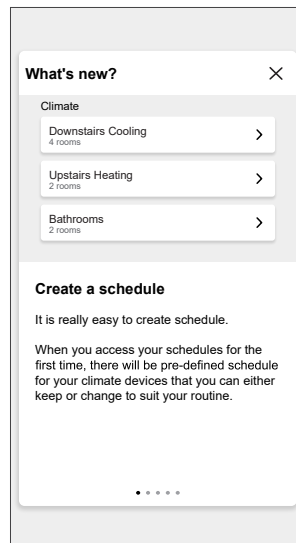 What's new?
Climate
Downstairs Cooling
4 rooms
Upstairs Heating
2 rooms
Bathrooms
2 rooms
Create a schedule
It is really easy to create schedule.
When you access your schedules for the
first time, there will be pre-defined schedule
for your climate devices that you can either
keep or change to suit your routine.